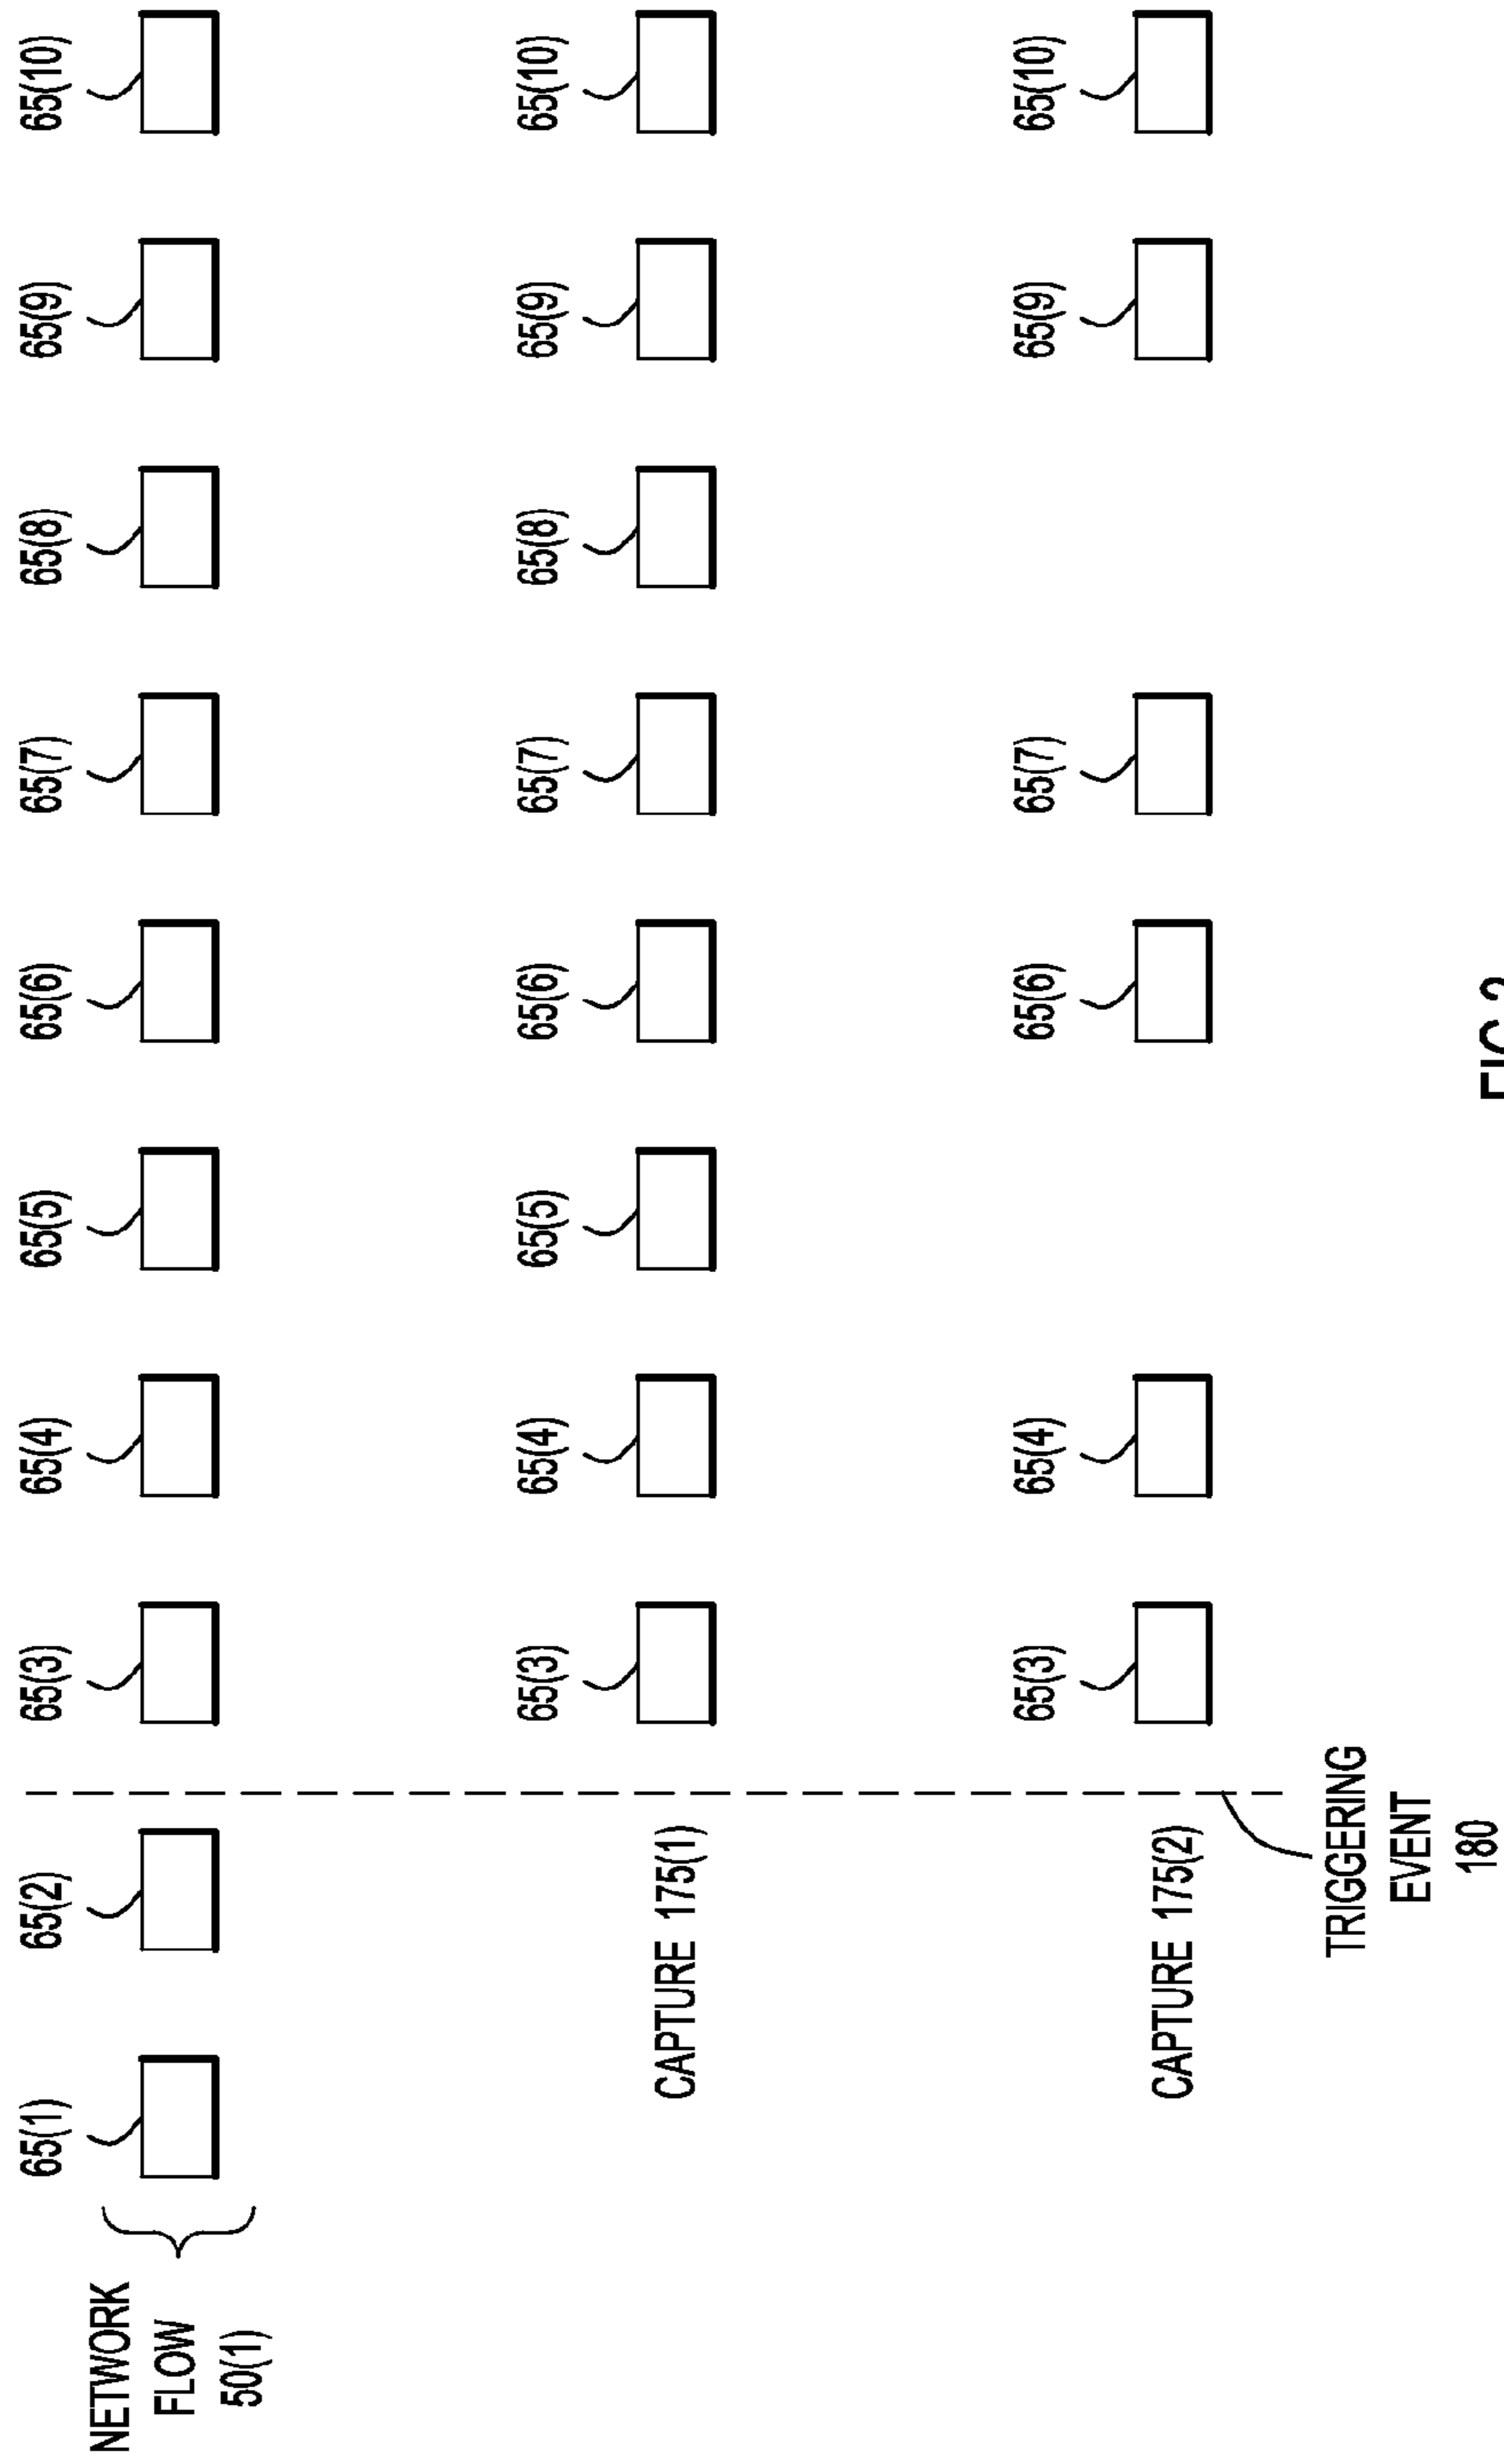 65(1) 65(2) 65(3) 65(4) 65(5) 65(6) 65(7) 65(8) 65(9) 65(10)
NETWORK
FLOW
50(1)
65(3) 65(4) 65(5) 65(6) 65(7) 65(8) 65(9) 65(10)
CAPTURE 175(1)
65(3) 65(4) 65(6) 65(7) 65(9) 65(10)
CAPTURE 175(2)
TRIGGERING
EVENT
180